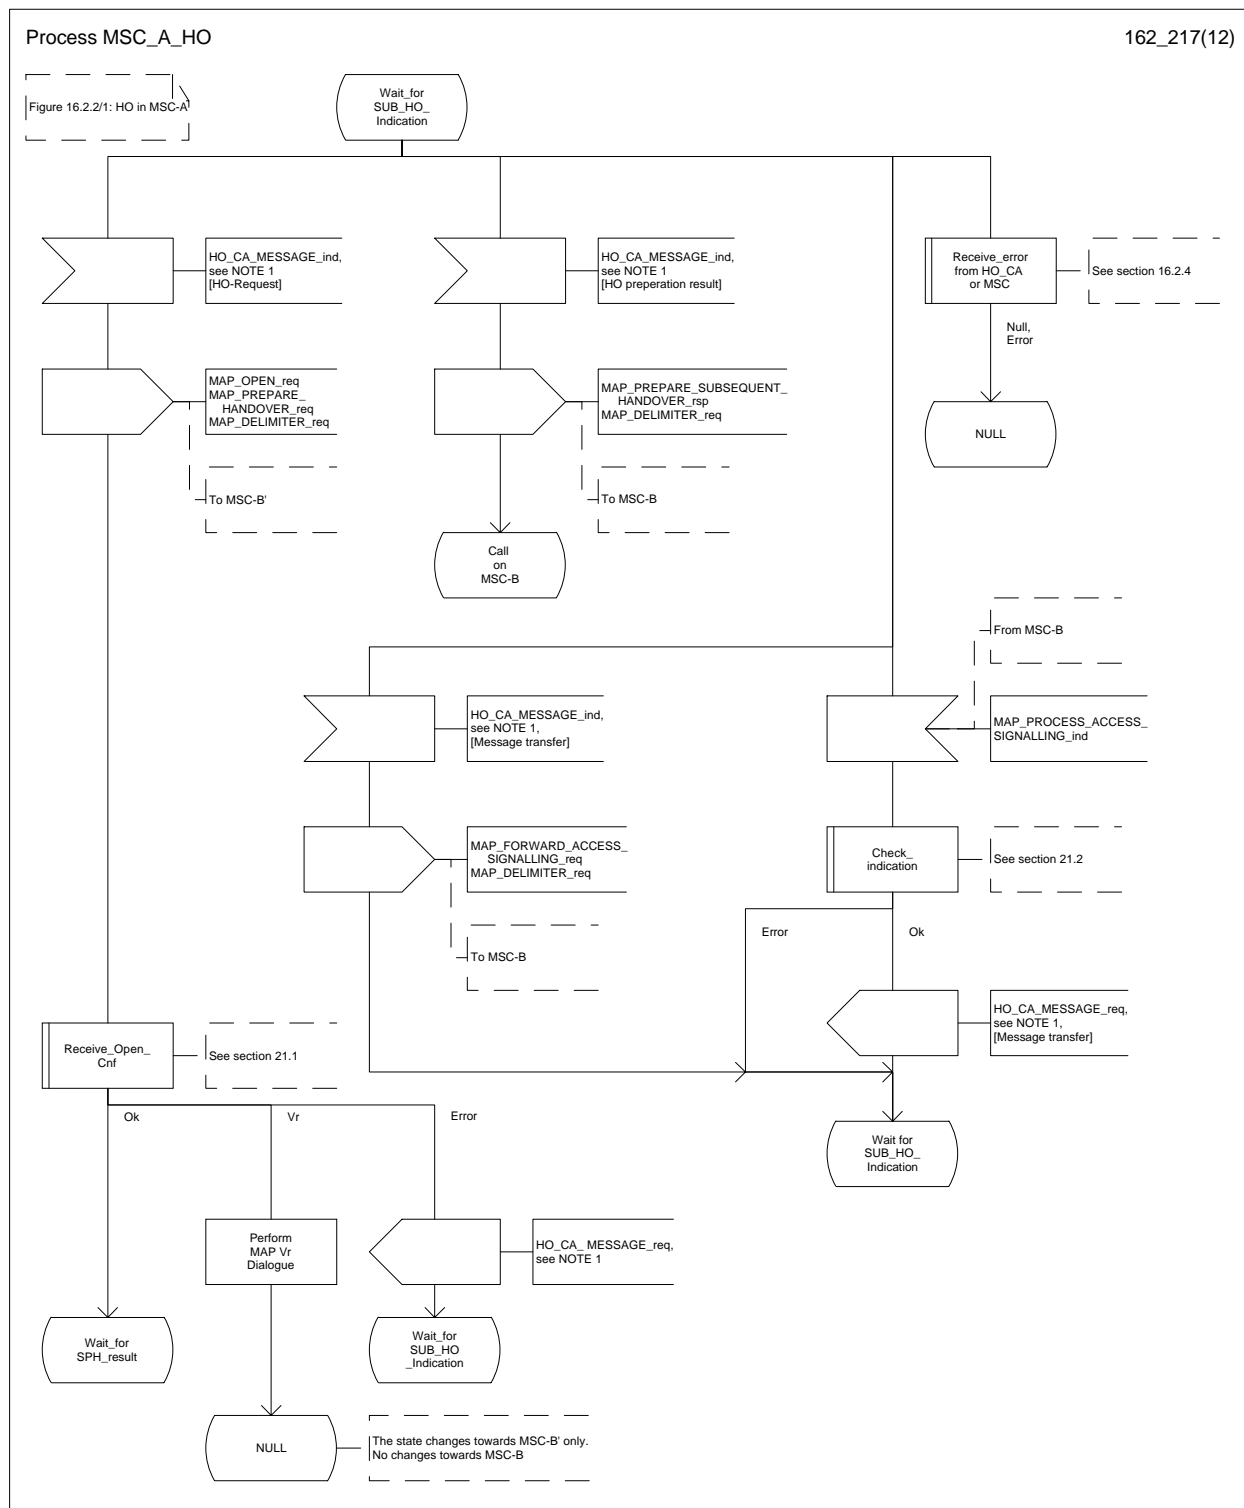 Process MSC_A_HO
162_217(12)
Figure 16.2.2/1: HO in MSC-A
Wait_for
SUB_HO_
Indication
HO_CA_MESSAGE_ind,
see NOTE 1
[HO-Request]
HO_CA_MESSAGE_ind,
see NOTE 1
[HO preperation result]
Receive_error
from HO_CA
or MSC
See section 16.2.4
Null,
Error
MAP_OPEN_req
MAP_PREPARE_
HANDOVER_req
MAP_DELIMITER_req
MAP_PREPARE_SUBSEQUENT_
HANDOVER_rsp
MAP_DELIMITER_req
NULL
To MSC-B'
To MSC-B
Call
on
MSC-B
From MSC-B
HO_CA_MESSAGE_ind,
see NOTE 1,
[Message transfer]
MAP_PROCESS_ACCESS_
SIGNALLING_ind
MAP_FORWARD_ACCESS_
SIGNALLING_req
MAP_DELIMITER_req
Check_
indication
See section 21.2
Error
Ok
To MSC-B
HO_CA_MESSAGE_req,
see NOTE 1,
[Message transfer]
Receive_Open_
Cnf
See section 21.1
Ok
Vr
Error
Wait for
SUB_HO_
Indication
Perform
MAP Vr
Dialogue
HO_CA_ MESSAGE_req,
see NOTE 1
Wait_for
SPH_result
Wait_for
SUB_HO
_Indication
NULL
The state changes towards MSC-B' only.
No changes towards MSC-B